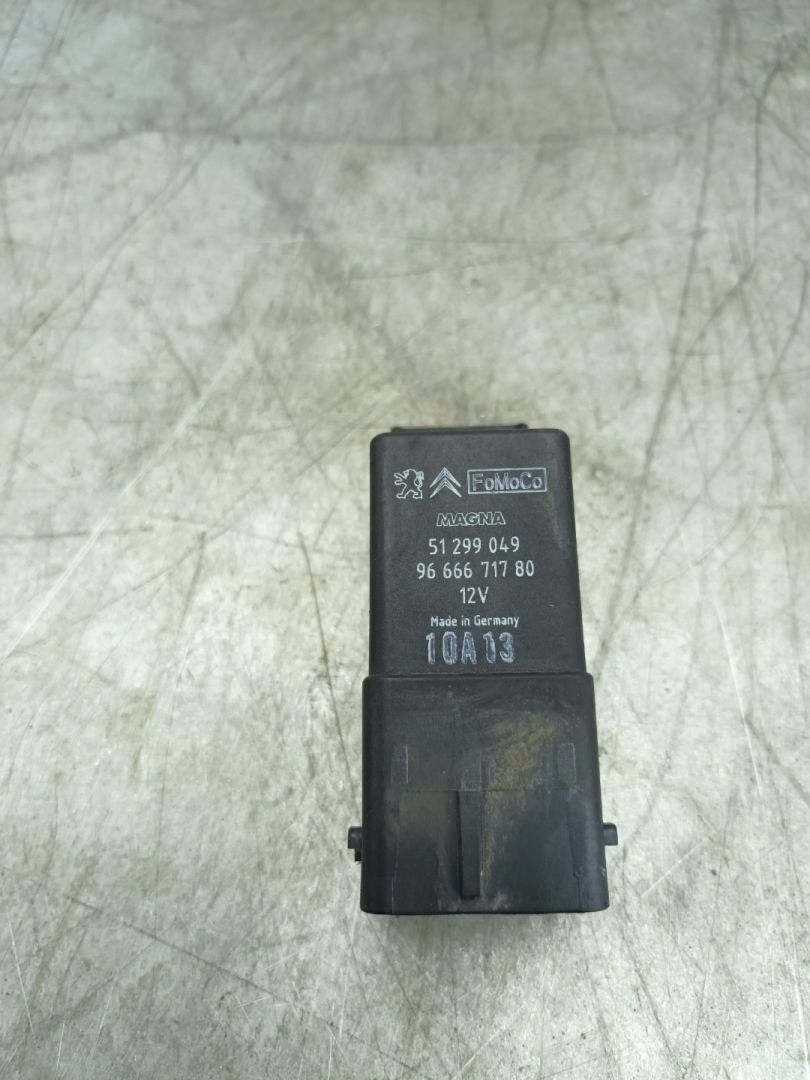 FoMoCo
MAGNA
51 299 049
96 666 717 80
12V
Made in Germany
10A13